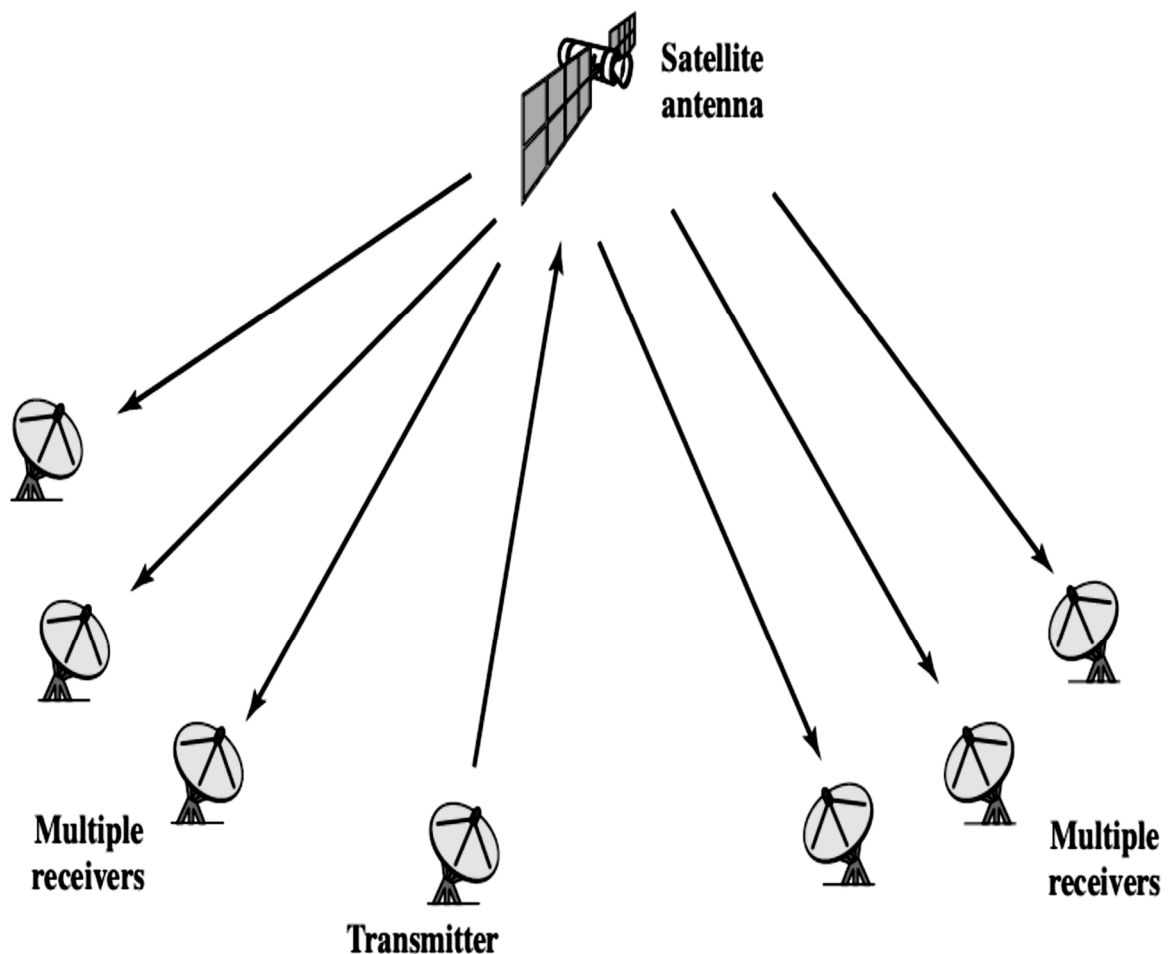 Satellite
antenna
Multiple
receivers
Transmitter
Multiple
receivers